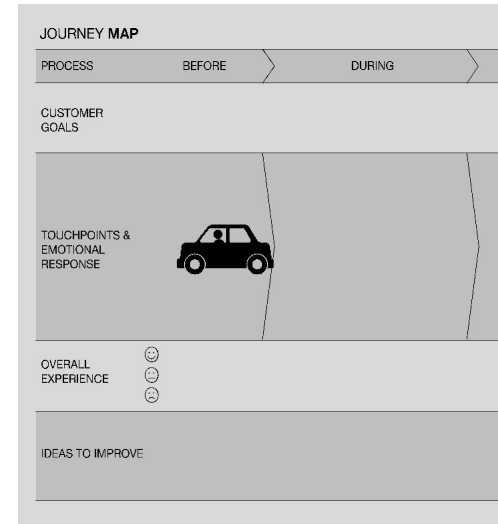 JOURNEY MAP
PROCESS BEFORE DURING
CUSTOMER
GOALS
TOUCHPOINTS &
EMOTIONAL
RESPONSE
OVERALL
EXPERIENCE
IDEAS TO IMPROVE